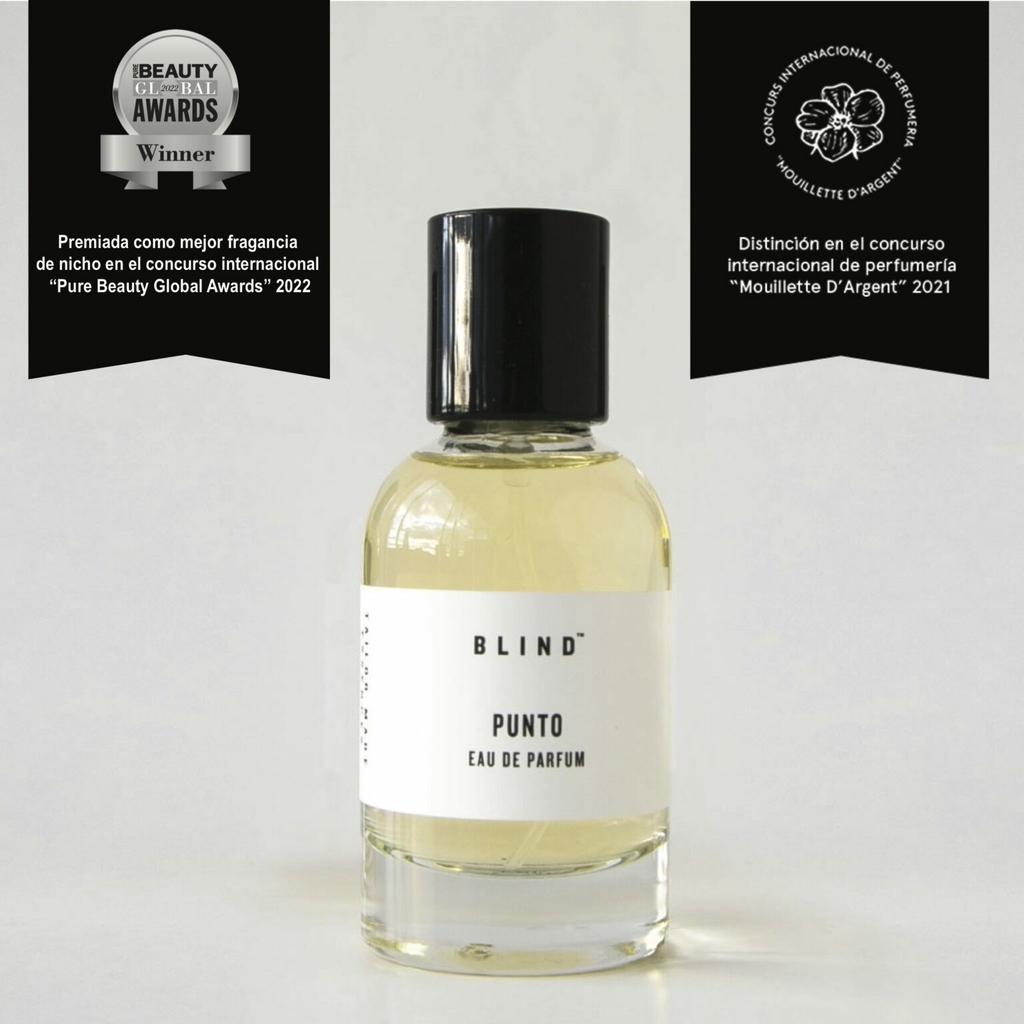 PURE BEAUTY
GL 2022 BAL
AWARDS
Winner
Premiada como mejor fragancia
de nicho en el concurso internacional
“Pure Beauty Global Awards” 2022
CONCURS INTERNACIONAL DE PERFUMERIA
"MOUILLETTE D'ARGENT"
Distinción en el concurso
internacional de perfumería
“Mouillette D’Argent” 2021
BLIND™
PUNTO
EAU DE PARFUM
TAILOR MADE